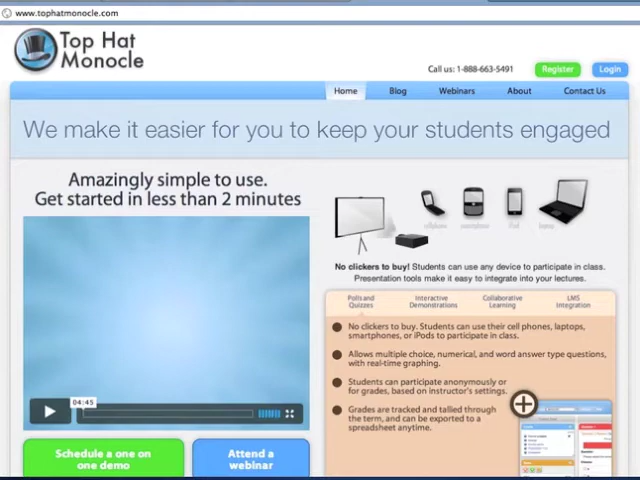 www.tophatmonocle.com
Top Hat
Monocle
Call us: 1-888-663-5491
Register
Login
Home
Blog
Webinars
About
Contact Us
We make it easier for you to keep your students engaged
Amazingly simple to use.
Get started in less than 2 minutes
cellphone
smartphone
iPod
laptop
No clickers to buy! Students can use any device to participate in class.
Presentation tools make it easy to integrate into your lectures.
Polls and
Quizzes
Interactive
Demonstrations
Collaborative
Learning
LMS
Integration
No clickers to buy. Students can use their cell phones, laptops,
smartphones, or iPods to participate in class.
Allows multiple choice, numerical, and word answer type questions,
with real-time graphing.
Students can participate anonymously or
for grades, based on instructor's settings.
Grades are tracked and tallied through
the term, and can be exported to a
spreadsheet anytime.
04:45
Schedule a one on
one demo
Attend a
webinar